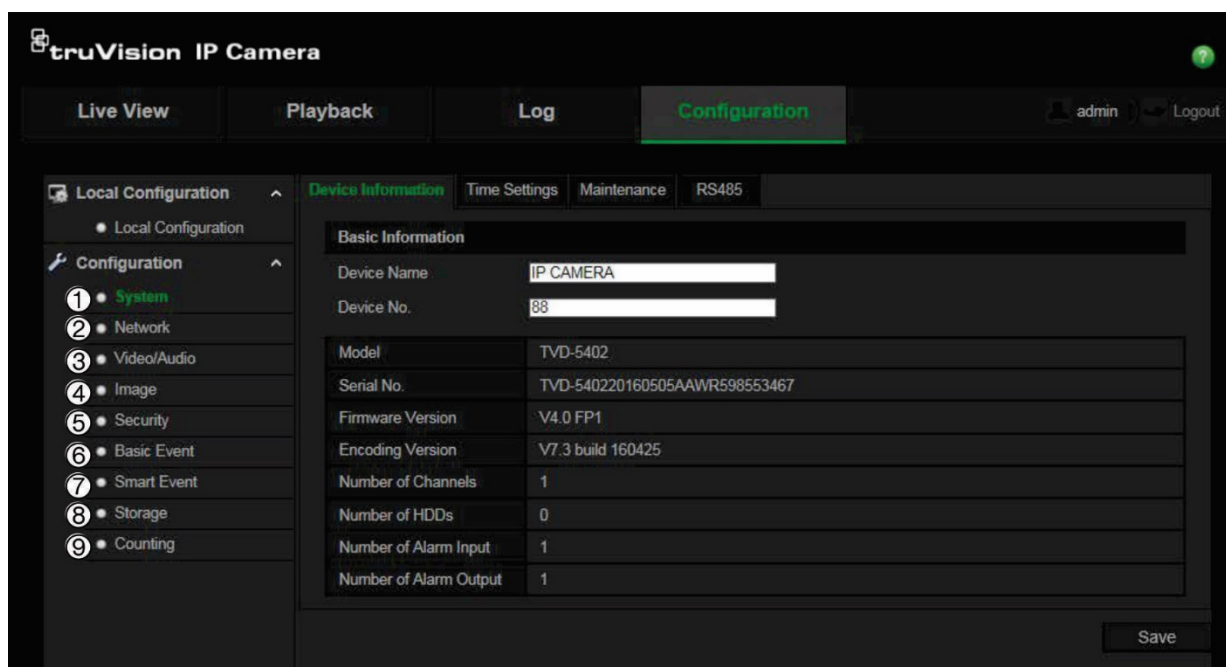 truVision IP Camera
?
Live View Playback Log Configuration admin Logout
Local Configuration
Local Configuration
Configuration
① System
② Network
③ Video/Audio
④ Image
⑤ Security
⑥ Basic Event
⑦ Smart Event
⑧ Storage
⑨ Counting
Device Information Time Settings Maintenance RS485
Basic Information
Device Name IP CAMERA
Device No. 88
Model TVD-5402
Serial No. TVD-540220160505AAWR598553467
Firmware Version V4.0 FP1
Encoding Version V7.3 build 160425
Number of Channels 1
Number of HDDs 0
Number of Alarm Input 1
Number of Alarm Output 1
Save